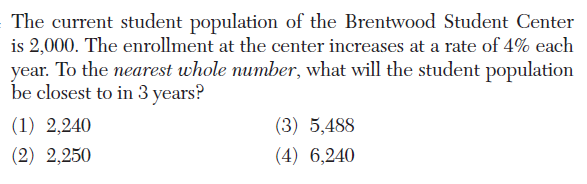 The current student population of the Brentwood Student Center
is 2,000. The enrollment at the center increases at a rate of 4% each
year. To the nearest whole number, what will the student population
be closest to in 3 years?
(1) 2,240 (3) 5,488
(2) 2,250 (4) 6,240